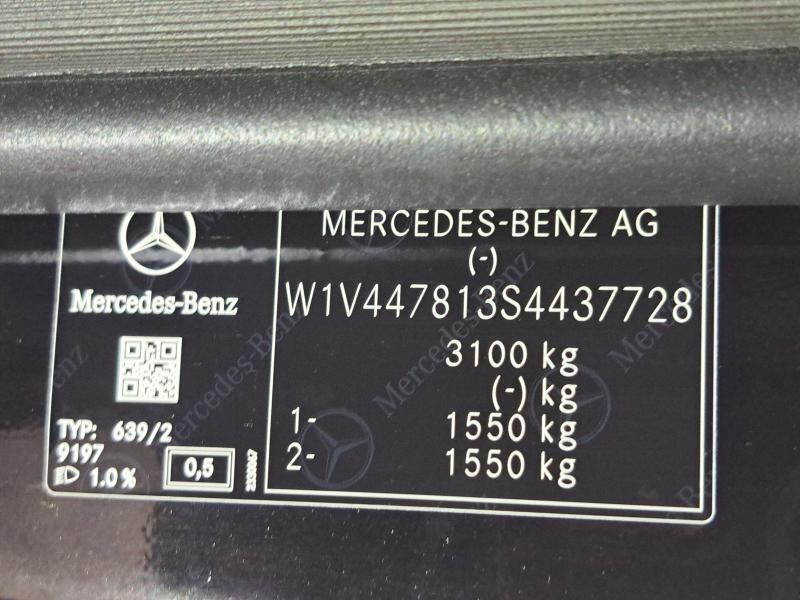 Mercedes-Benz
TYP: 639/2
9197
1.0%
0,5
MERCEDES-BENZ AG
(-)
W1V447813S4437728
3100 kg
(-) kg
1- 1550 kg
2- 1550 kg